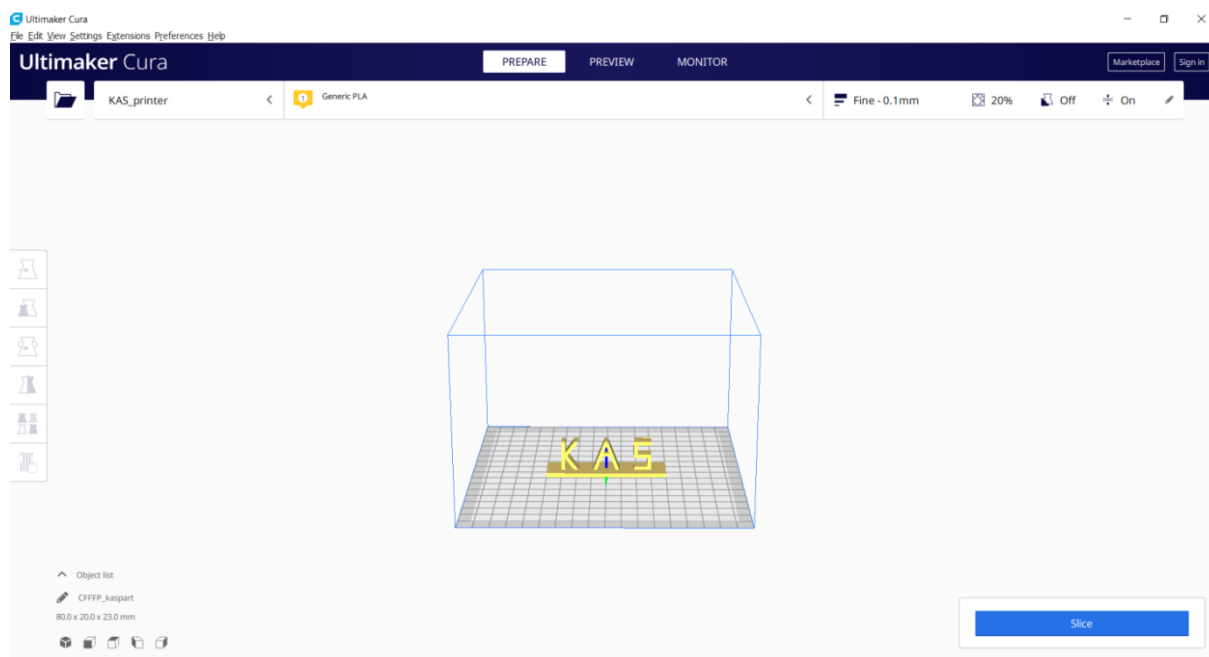 Ultimaker Cura
File Edit View Settings Extensions Preferences Help
Ultimaker Cura PREPARE PREVIEW MONITOR Marketplace Sign in
KAS_printer 1 Generic PLA Fine - 0.1mm 20% Off On
KAS
Object list
CFFFP_kaspart
80.0 x 20.0 x 23.0 mm
Slice